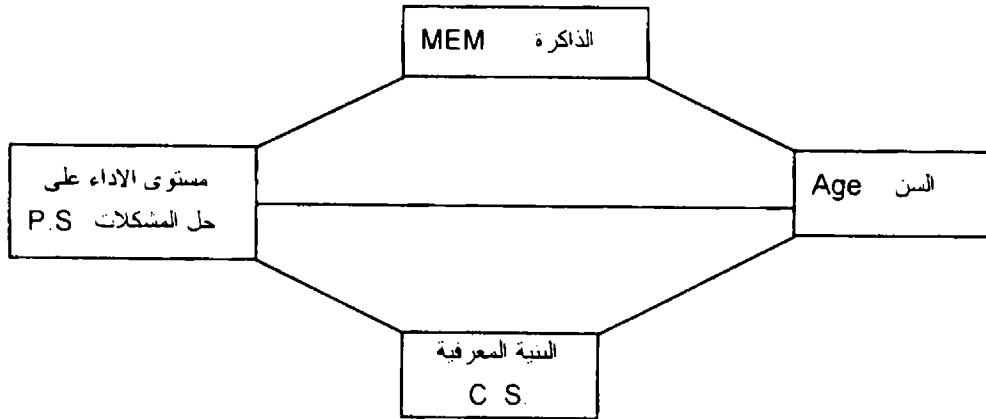 الذاكرة MEM
مستوى الاداء على
حل المشكلات P.S
السن Age
البنية المعرفية
C S.